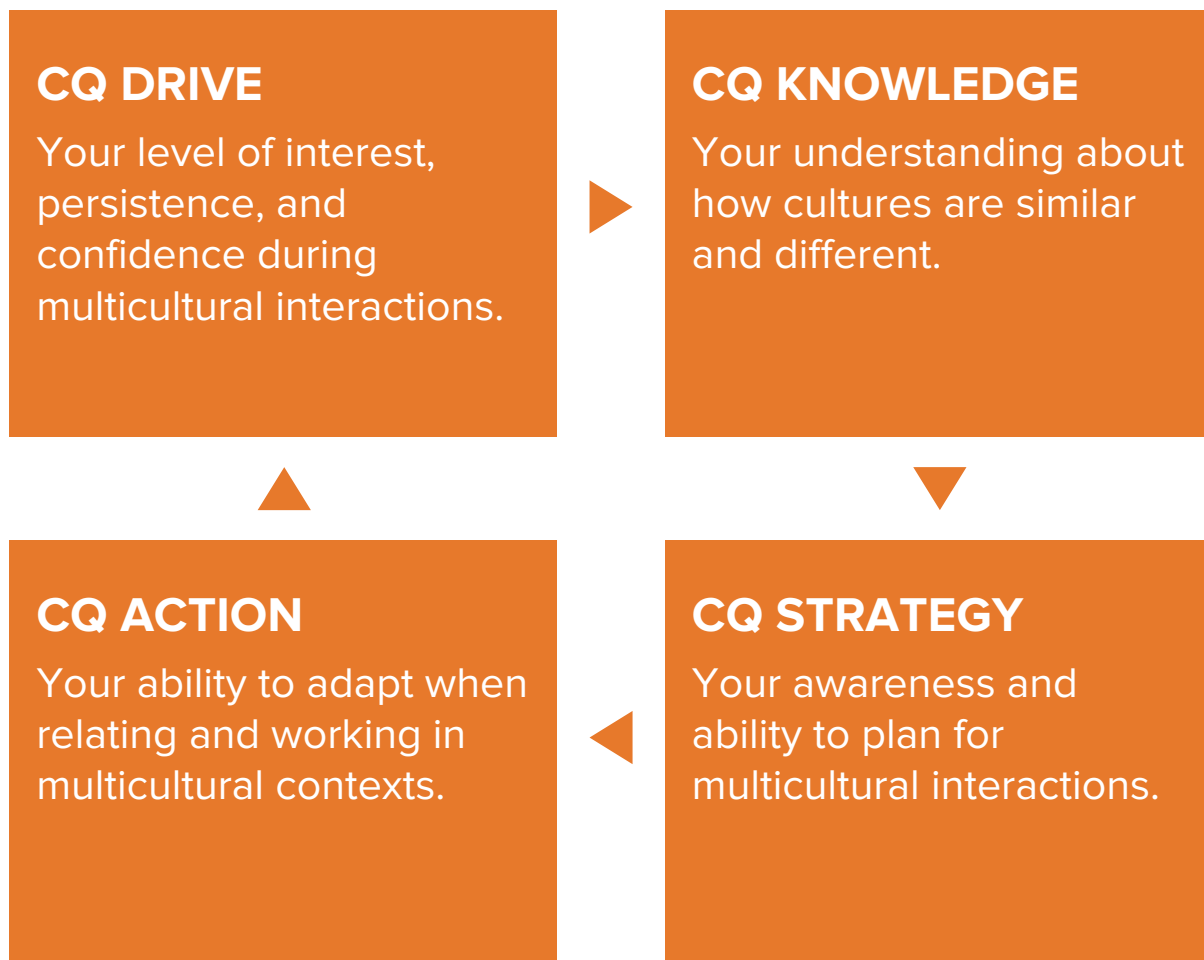 CQ DRIVE
Your level of interest,
persistence, and
confidence during
multicultural interactions.
CQ KNOWLEDGE
Your understanding about
how cultures are similar
and different.
CQ ACTION
Your ability to adapt when
relating and working in
multicultural contexts.
CQ STRATEGY
Your awareness and
ability to plan for
multicultural interactions.